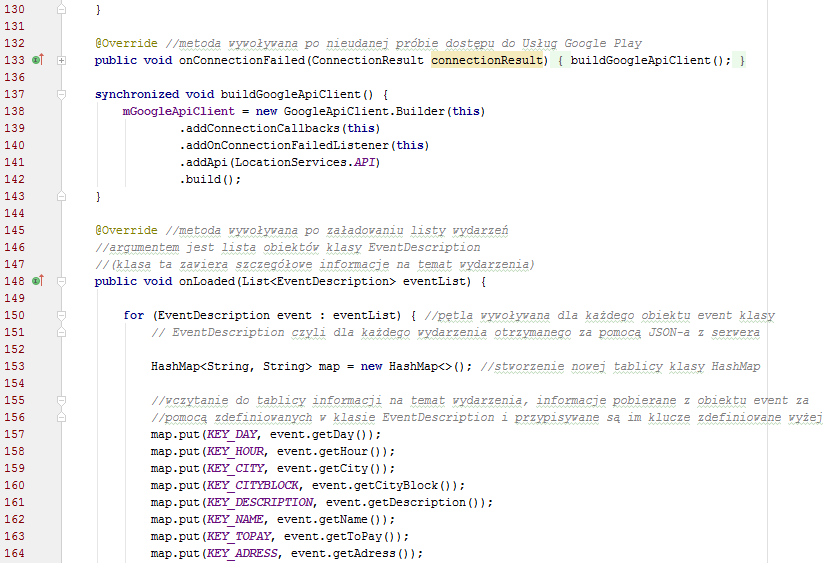 130 }
131
132 @Override //metoda wywoływana po nieudanej próbie dostępu do Usług Google Play
133 public void onConnectionFailed(ConnectionResult connectionResult) { buildGoogleApiClient(); }
136
137 synchronized void buildGoogleApiClient() {
138 mGoogleApiClient = new GoogleApiClient.Builder(this)
139 .addConnectionCallbacks(this)
140 .addOnConnectionFailedListener(this)
141 .addApi(LocationServices.API)
142 .build();
143 }
144
145 @Override //metoda wywoływana po załadowaniu listy wydarzeń
146 //argumentem jest lista obiektów klasy EventDescription
147 //(klasa ta zawiera szczegółowe informacje na temat wydarzenia)
148 public void onLoaded(List<EventDescription> eventList) {
149
150 for (EventDescription event : eventList) { //pętla wywoływana dla każdego obiektu event klasy
151 // EventDescription czyli dla każdego wydarzenia otrzymanego za pomocą JSON-a z serwera
152
153 HashMap<String, String> map = new HashMap<>(); //stworzenie nowej tablicy klasy HashMap
154
155 //wczytanie do tablicy informacji na temat wydarzenia, informacje pobierane z obiektu event za
156 //pomocą zdefiniowanych w klasie EventDescription i przypisywane są im klucze zdefiniowane wyżej
157 map.put(KEY_DAY, event.getDay());
158 map.put(KEY_HOUR, event.getHour());
159 map.put(KEY_CITY, event.getCity());
160 map.put(KEY_CITYBLOCK, event.getCityBlock());
161 map.put(KEY_DESCRIPTION, event.getDescription());
162 map.put(KEY_NAME, event.getName());
163 map.put(KEY_TOPAY, event.getToPay());
164 map.put(KEY_ADRESS, event.getAdress());